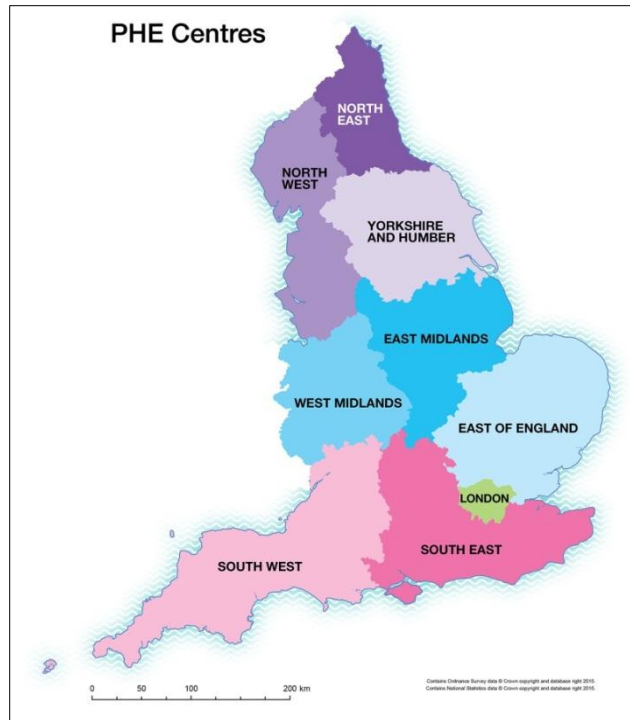 PHE Centres
NORTH
EAST
NORTH
WEST
YORKSHIRE
AND HUMBER
EAST MIDLANDS
WEST MIDLANDS
EAST OF ENGLAND
LONDON
SOUTH EAST
SOUTH WEST
0 50 100 200 km
Contains Ordnance Survey data © Crown copyright and database right 2015.
Contains National Statistics data © Crown copyright and database right 2015.